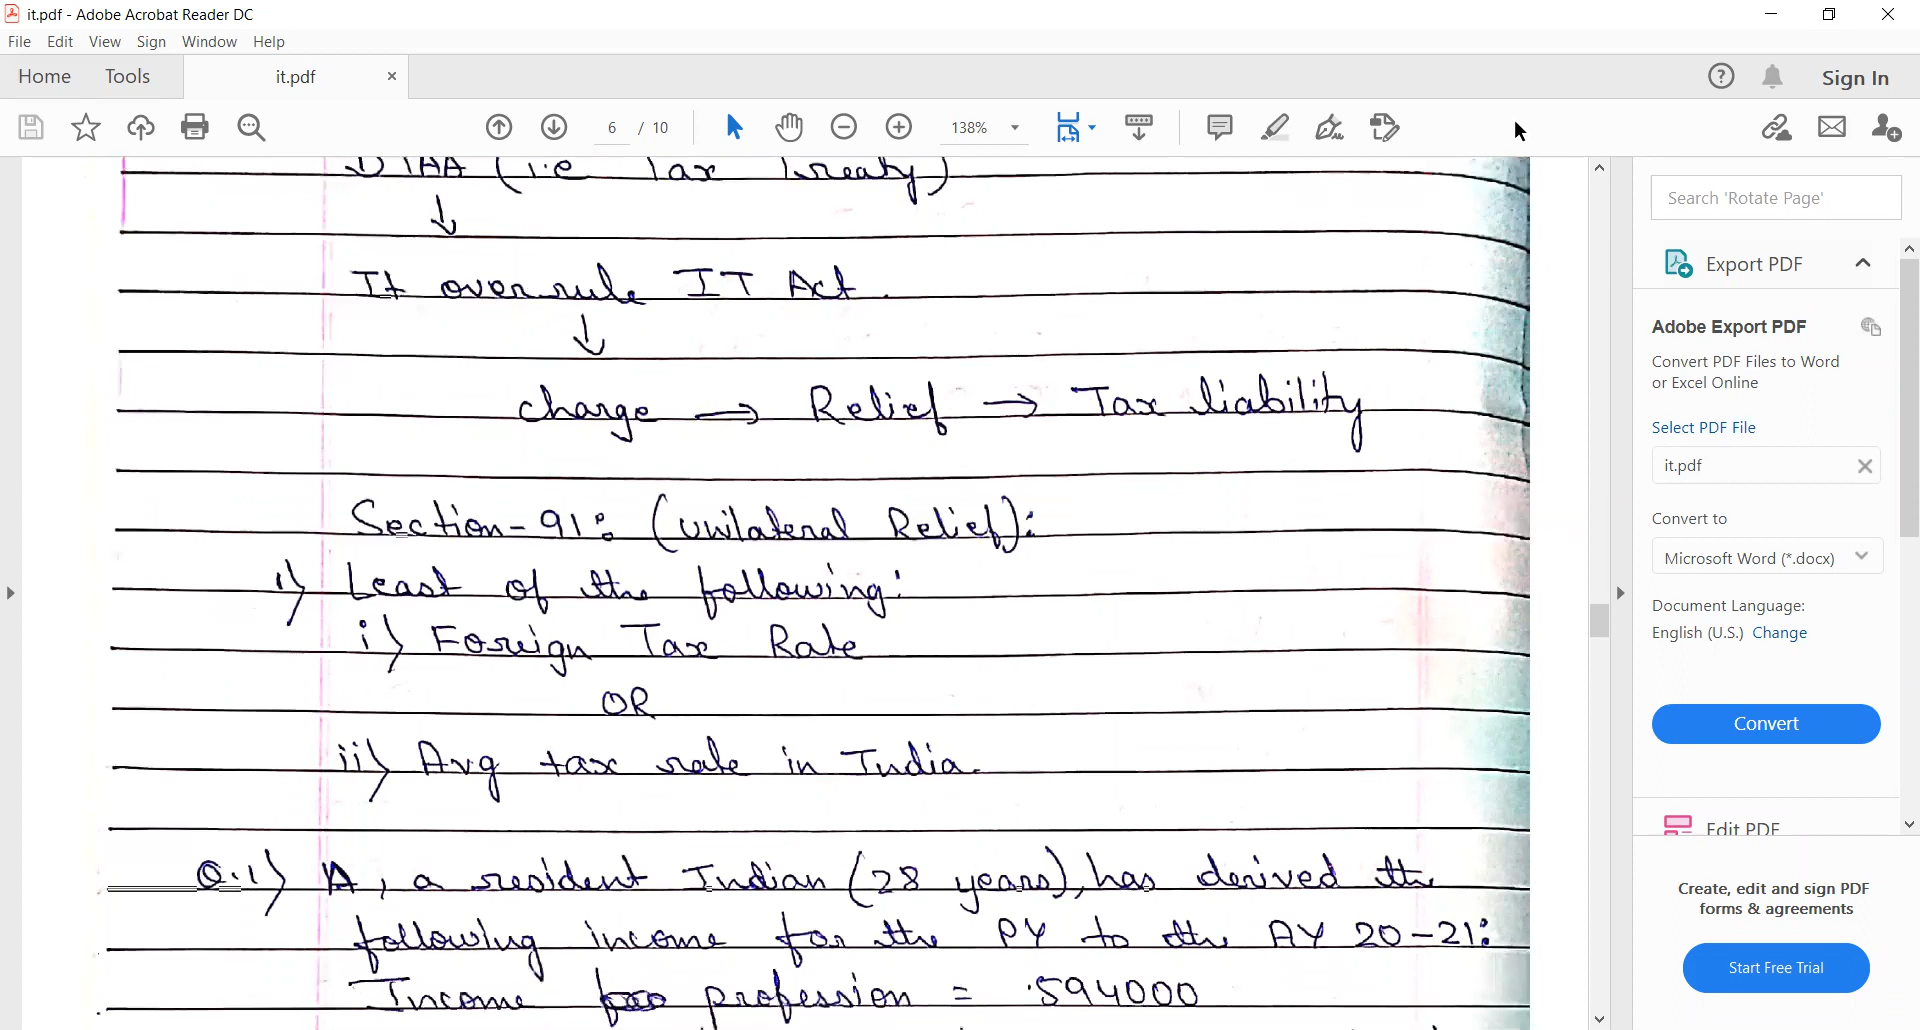 it.pdf - Adobe Acrobat Reader DC
File Edit View Sign Window Help
Home Tools it.pdf × Sign In
6 / 10 138%
DTAA (i.e Tax treaty)
It overrule IT Act.
charge → Relief → Tax liability
Section-91: (Unilateral Relief):
1) Least of the following:
i) Foreign Tax Rate
OR
ii) Avg tax rate in India.
Q.1) A, a resident Indian (28 years), has derived the
following income for the PY to the AY 20-21:
Income profession = 594000
Search 'Rotate Page'
Export PDF
Adobe Export PDF
Convert PDF Files to Word
or Excel Online
Select PDF File
it.pdf
Convert to
Microsoft Word (*.docx)
Document Language:
English (U.S.) Change
Convert
Edit PDF
Create, edit and sign PDF
forms & agreements
Start Free Trial